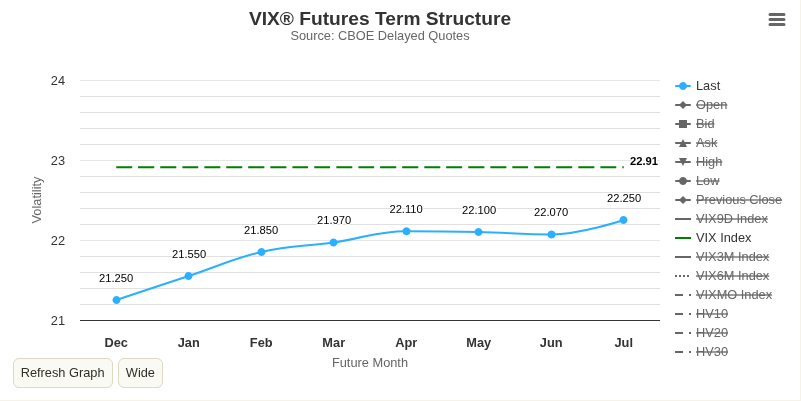 VIX® Futures Term Structure
Source: CBOE Delayed Quotes
24
23
22
21
Volatility
22.91
21.250
21.550
21.850
21.970
22.110
22.100
22.070
22.250
Dec Jan Feb Mar Apr May Jun Jul
Future Month
Last
Open
Bid
Ask
High
Low
Previous Close
VIX9D Index
VIX Index
VIX3M Index
VIX6M Index
VIXMO Index
HV10
HV20
HV30
Refresh Graph Wide